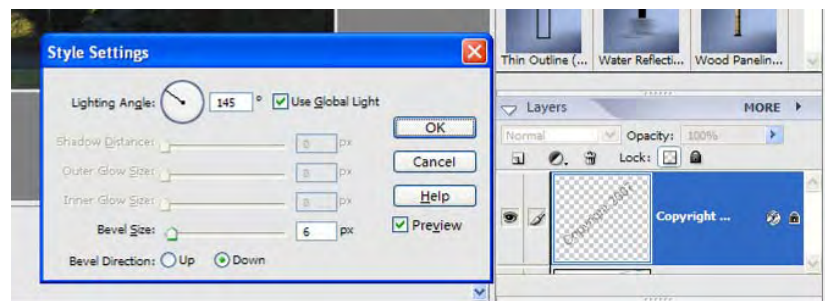 Style Settings
Lighting Angle: 145 ° Use Global Light
Shadow Distance: 0 px
Outer Glow Size: 0 px
Inner Glow Size: 0 px
Bevel Size: 6 px
Bevel Direction: Up Down
OK
Cancel
Help
Preview
Thin Outline (... Water Reflecti... Wood Panelin...
Layers MORE
Normal Opacity: 100%
Lock:
Copyright ...